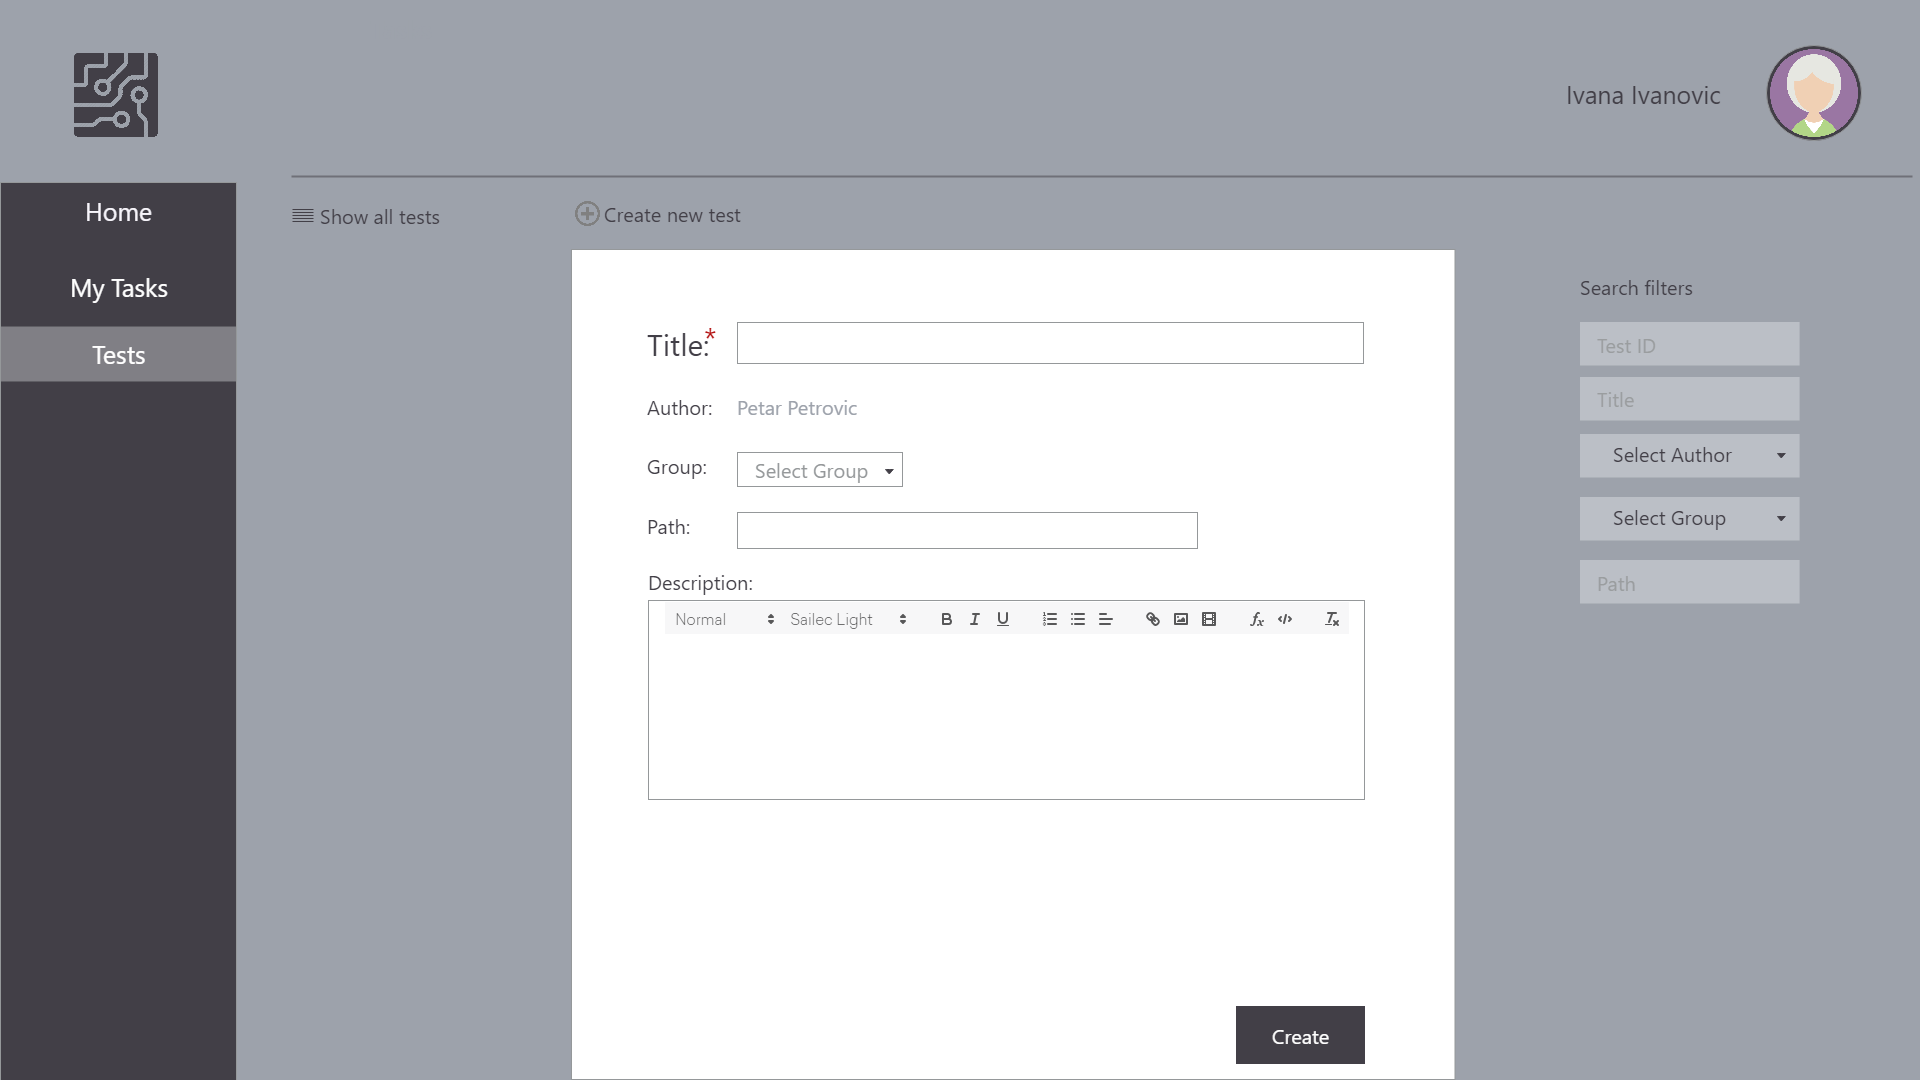 Ivana Ivanovic
Home
My Tasks
Tests
Show all tests
Create new test
Title:*
Author: Petar Petrovic
Group: Select Group
Path:
Description:
Normal Sailec Light B I U
Create
Search filters
Test ID
Title
Select Author
Select Group
Path